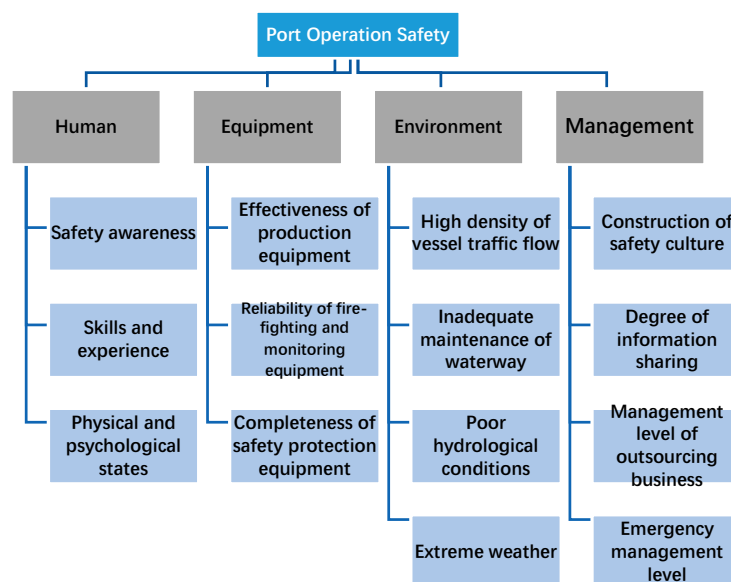 Port Operation Safety
Human
Equipment
Environment
Management
Safety awareness
Skills and
experience
Physical and
psychological
states
Effectiveness of
production
equipment
Reliability of fire-
fighting and
monitoring
equipment
Completeness of
safety protection
equipment
High density of
vessel traffic flow
Inadequate
maintenance of
waterway
Poor
hydrological
conditions
Extreme weather
Construction of
safety culture
Degree of
information
sharing
Management
level of
outsourcing
business
Emergency
management
level